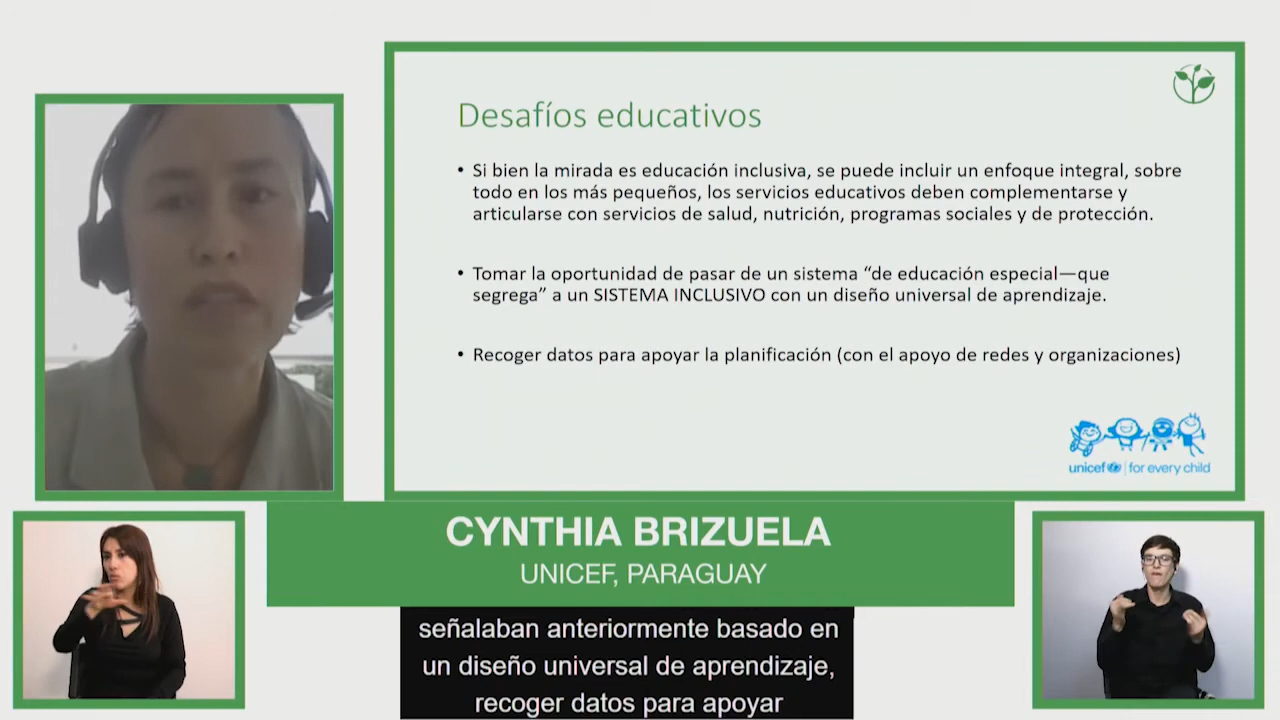 Desafíos educativos
• Si bien la mirada es educación inclusiva, se puede incluir un enfoque integral, sobre
todo en los más pequeños, los servicios educativos deben complementarse y
articularse con servicios de salud, nutrición, programas sociales y de protección.
• Tomar la oportunidad de pasar de un sistema “de educación especial—que
segrega” a un SISTEMA INCLUSIVO con un diseño universal de aprendizaje.
• Recoger datos para apoyar la planificación (con el apoyo de redes y organizaciones)
unicef | for every child
CYNTHIA BRIZUELA
UNICEF, PARAGUAY
señalaban anteriormente basado en
un diseño universal de aprendizaje,
recoger datos para apoyar